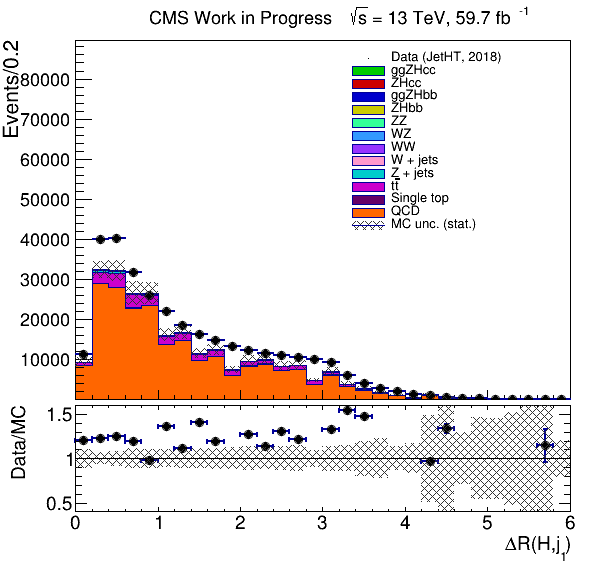 CMS Work in Progress √s = 13 TeV, 59.7 fb⁻¹
Events/0.2
80000
70000
60000
50000
40000
30000
20000
10000
Data (JetHT, 2018)
ggZHcc
ZHcc
ggZHbb
ZHbb
ZZ
WZ
WW
W + jets
Z + jets
tt̄
Single top
QCD
MC unc. (stat.)
Data/MC
1.5
1
0.5
0 1 2 3 4 5 6
ΔR(H,j₁)